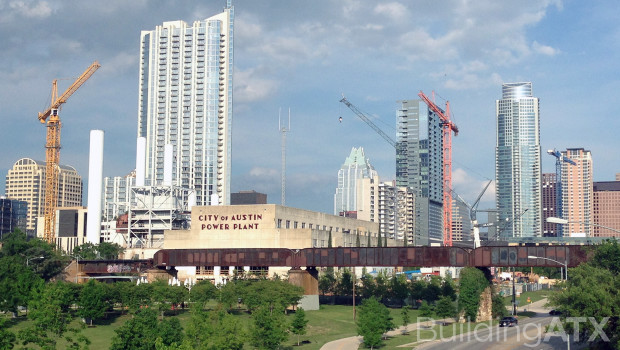 CITY OF AUSTIN
POWER PLANT
BuildingATX